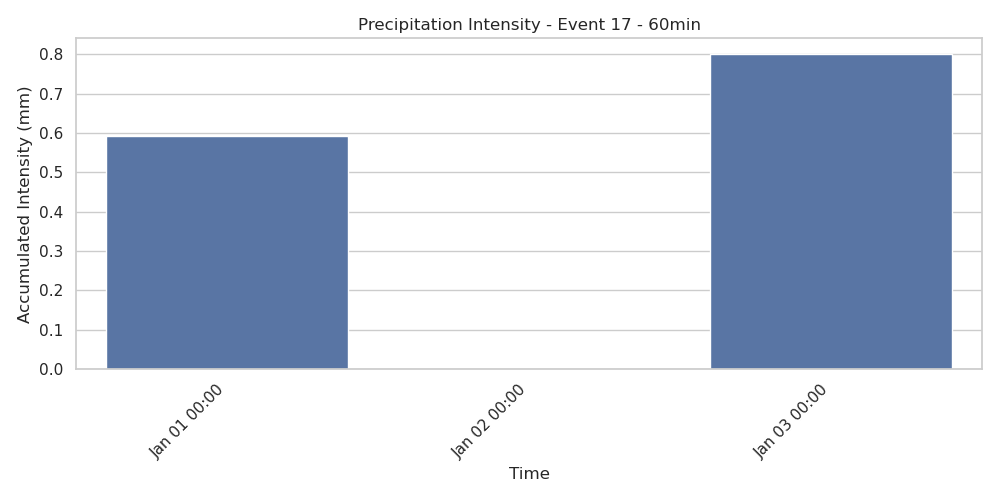 Precipitation Intensity - Event 17 - 60min
Accumulated Intensity (mm)
0.8
0.7
0.6
0.5
0.4
0.3
0.2
0.1
0.0
Jan 01 00:00
Jan 02 00:00
Jan 03 00:00
Time